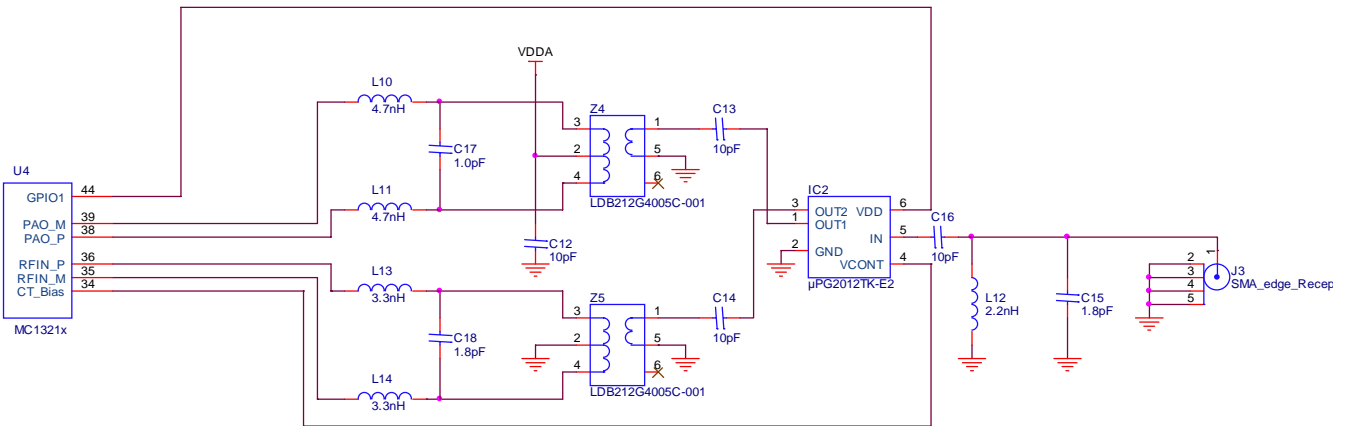 VDDA
L10
4.7nH
C17
1.0pF
L11
4.7nH
Z4
3
2
4
1
5
6
LDB212G4005C-001
C13
10pF
C12
10pF
U4
GPIO1
44
PAO_M
39
PAO_P
38
RFIN_P
36
RFIN_M
35
CT_Bias
34
MC1321x
L13
3.3nH
C18
1.8pF
L14
3.3nH
Z5
3
2
4
1
5
6
LDB212G4005C-001
C14
10pF
IC2
3
OUT2
VDD
6
1
OUT1
IN
5
2
GND
VCONT
4
µPG2012TK-E2
C16
10pF
L12
2.2nH
C15
1.8pF
1
2
3
4
5
J3
SMA_edge_Recep